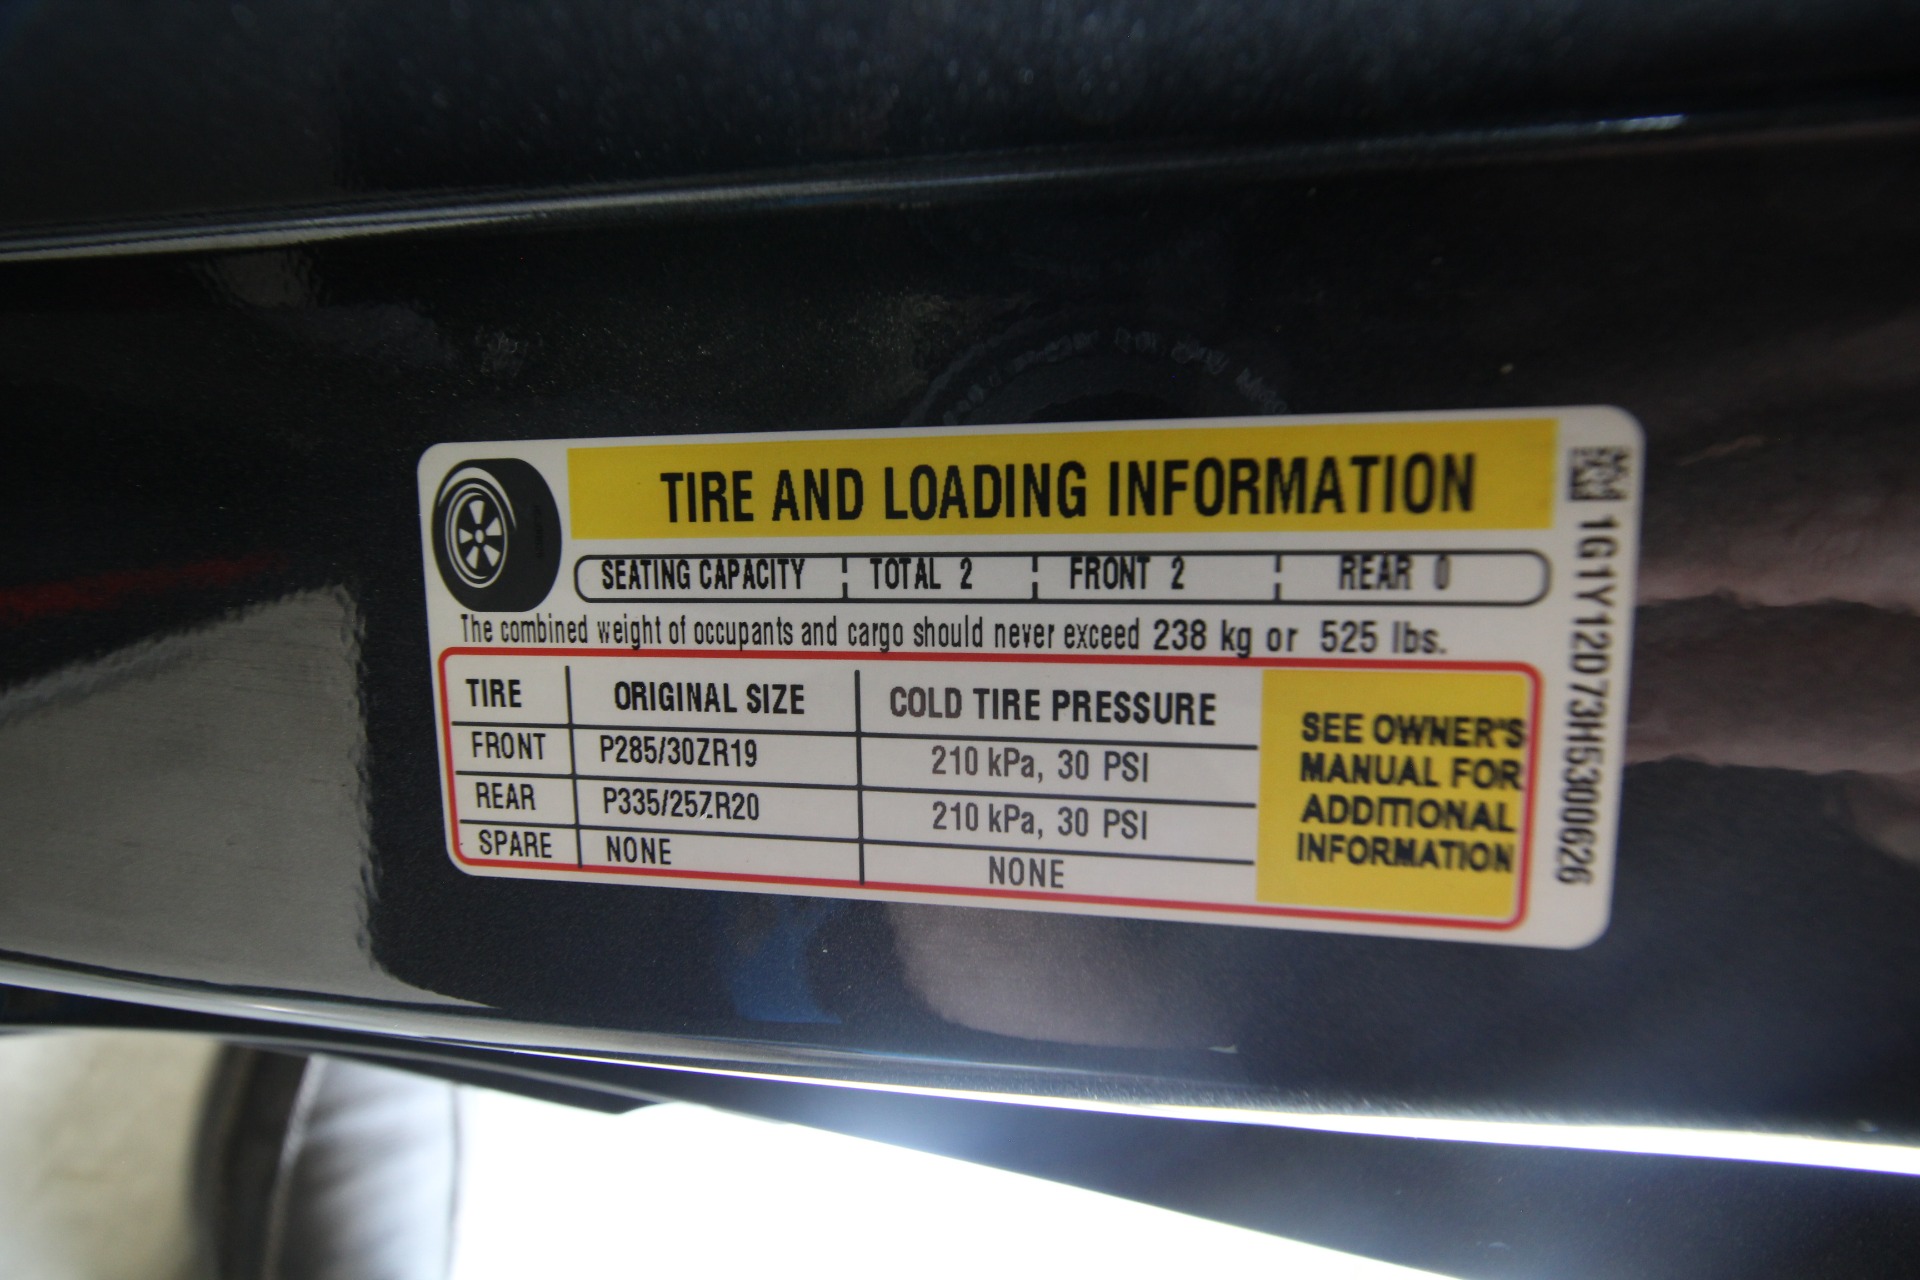 TIRE AND LOADING INFORMATION
SEATING CAPACITY TOTAL 2 FRONT 2 REAR 0
The combined weight of occupants and cargo should never exceed 238 kg or 525 lbs.
TIRE ORIGINAL SIZE COLD TIRE PRESSURE
FRONT P285/30ZR19 210 kPa, 30 PSI
REAR P335/25ZR20 210 kPa, 30 PSI
SPARE NONE NONE
SEE OWNER'S
MANUAL FOR
ADDITIONAL
INFORMATION
1G1Y12D73H5300626